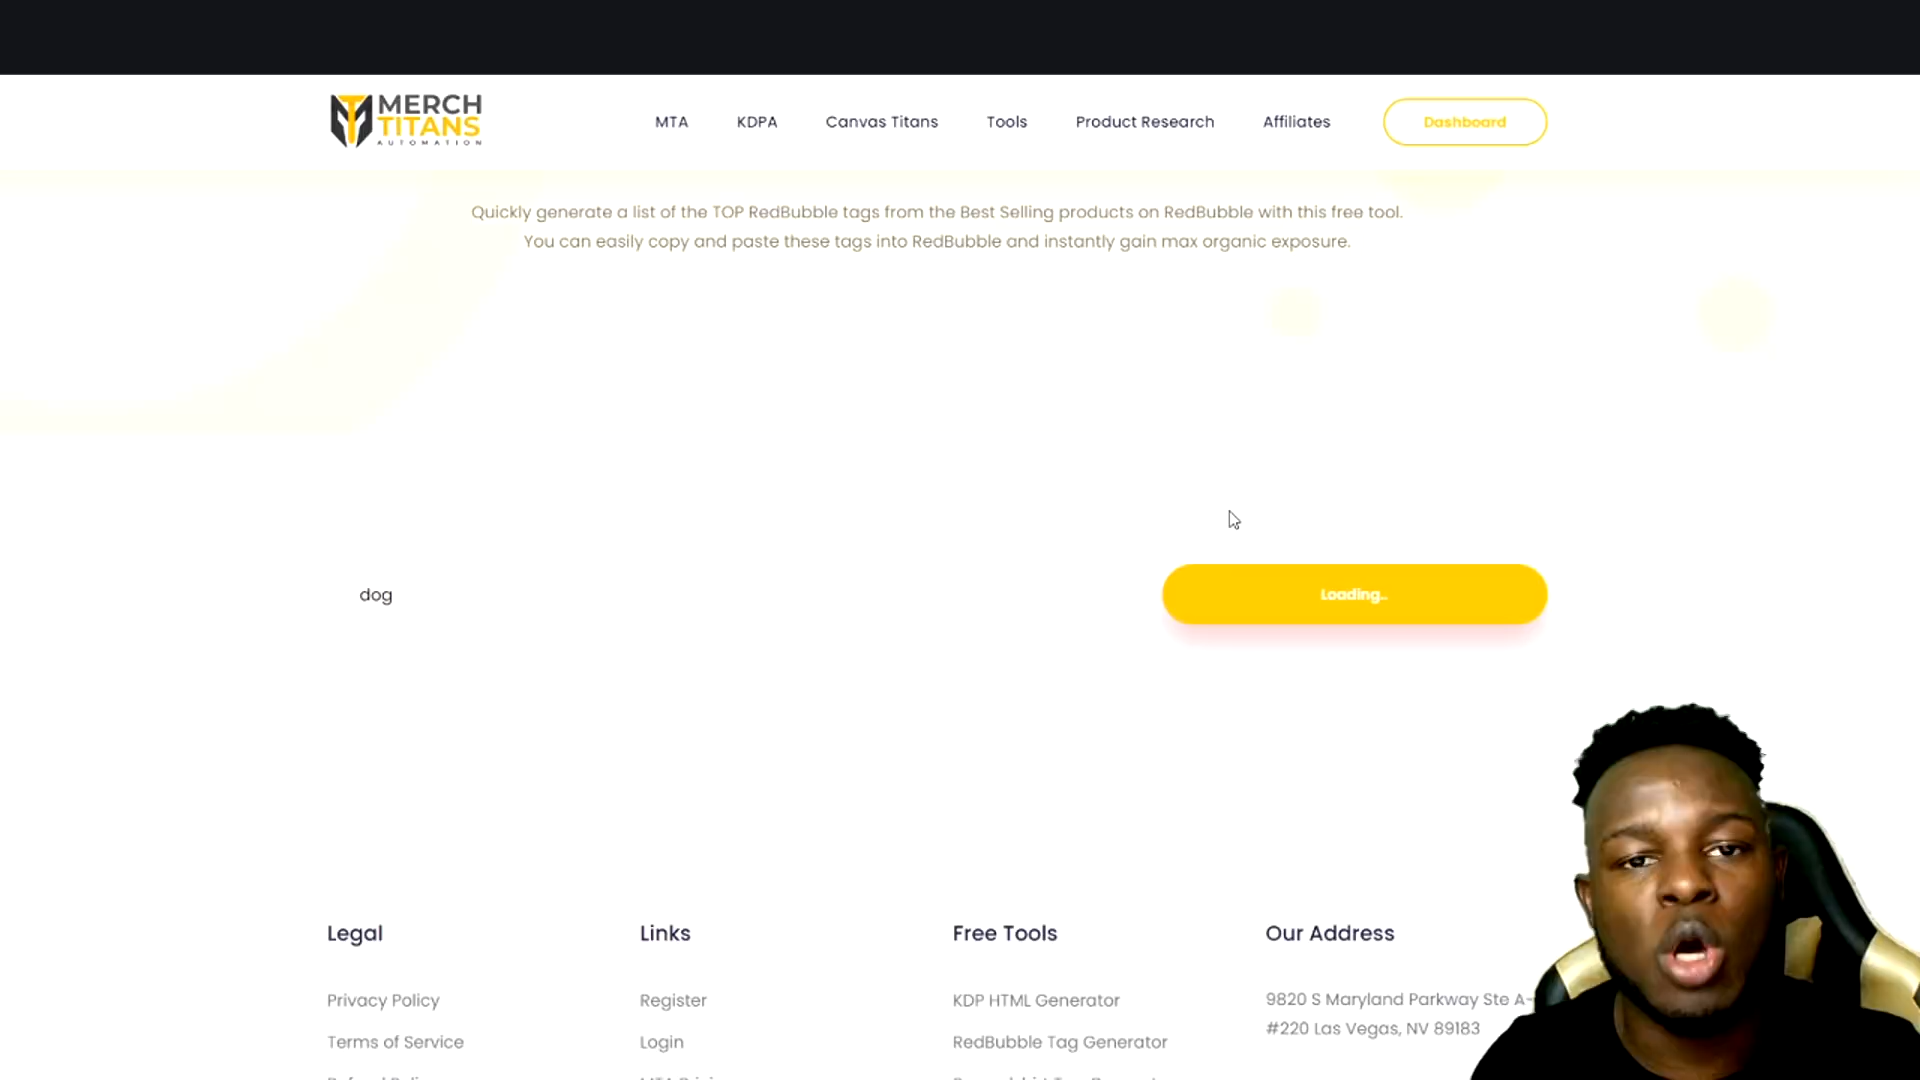 MERCH
TITANS
AUTOMATION
MTA
KDPA
Canvas Titans
Tools
Product Research
Affiliates
Dashboard
Quickly generate a list of the TOP RedBubble tags from the Best Selling products on RedBubble with this free tool.
You can easily copy and paste these tags into RedBubble and instantly gain max organic exposure.
dog
Loading..
Legal
Links
Free Tools
Our Address
Privacy Policy
Register
KDP HTML Generator
9820 S Maryland Parkway Ste A-
#220 Las Vegas, NV 89183
Terms of Service
Login
RedBubble Tag Generator